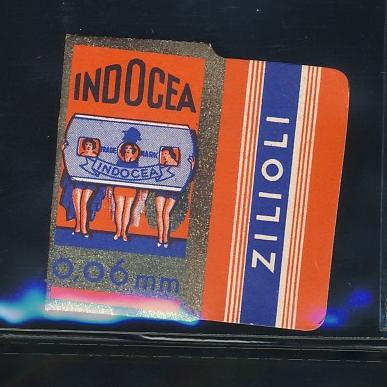 INDOCEA
TRADE MARK
INDOCEA
0,06 mm
ZILIOLI